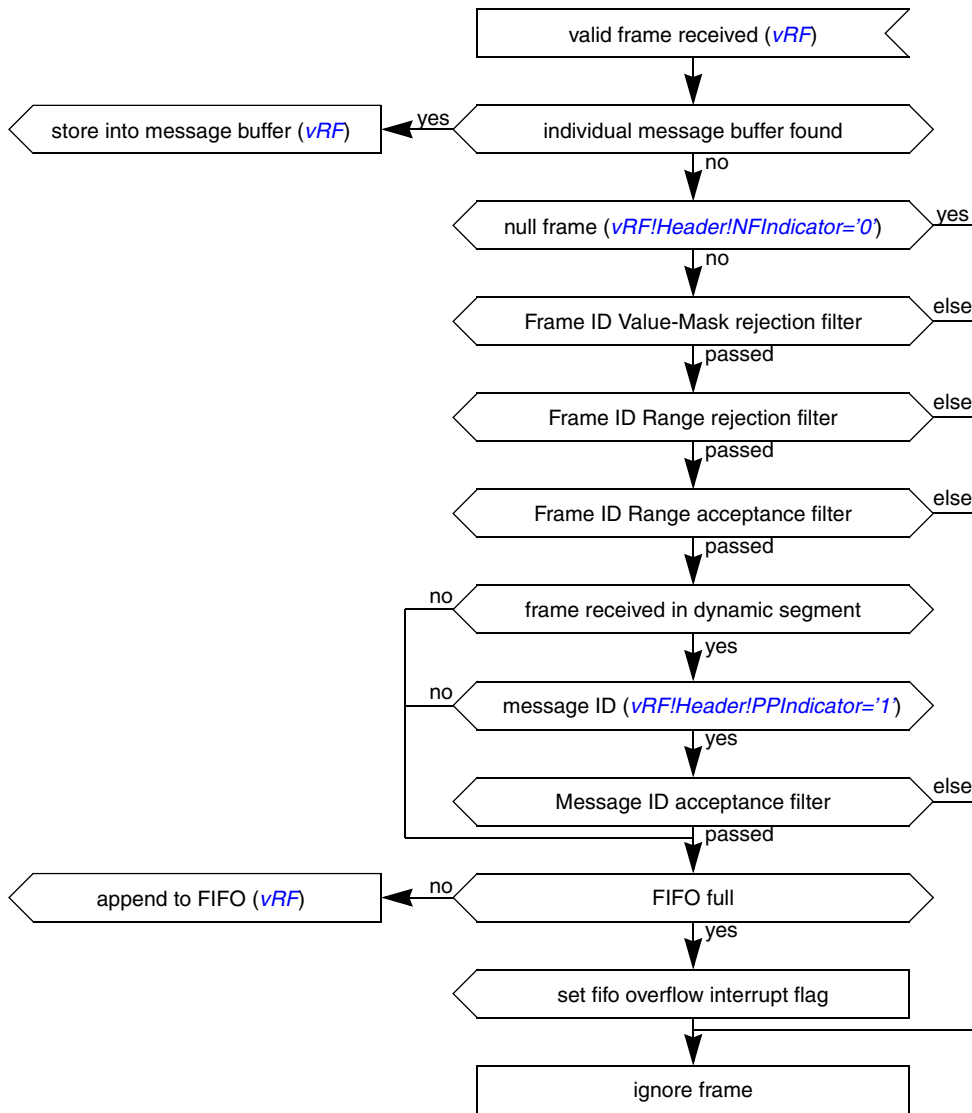 valid frame received (vRF)
store into message buffer (vRF)
yes
individual message buffer found
no
null frame (vRF!Header!NFIndicator='0')
yes
no
Frame ID Value-Mask rejection filter
else
passed
Frame ID Range rejection filter
else
passed
Frame ID Range acceptance filter
else
passed
no
frame received in dynamic segment
yes
no
message ID (vRF!Header!PPIndicator='1')
yes
Message ID acceptance filter
else
passed
append to FIFO (vRF)
no
FIFO full
yes
set fifo overflow interrupt flag
ignore frame